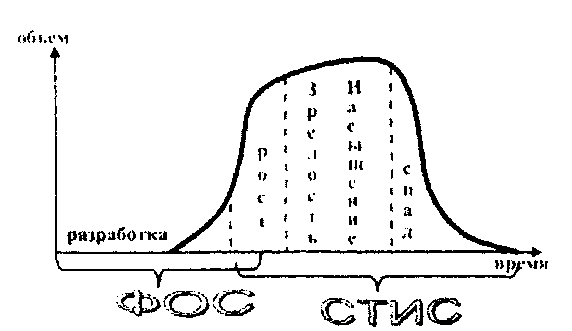 объем
рост
Зрелость
Насыщение
спад
разработка
время
ФОС
СТИС